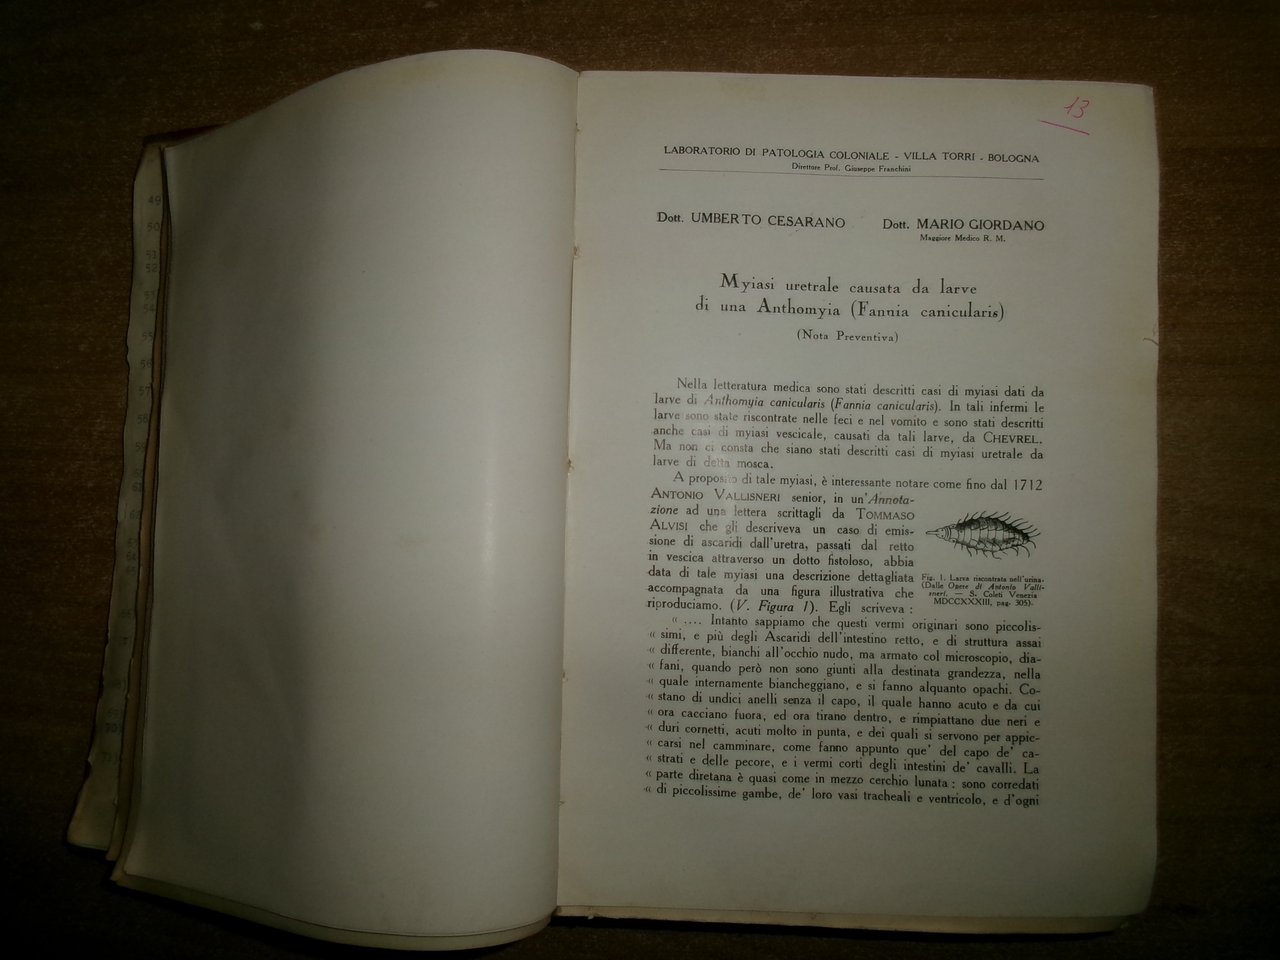 13
LABORATORIO DI PATOLOGIA COLONIALE - VILLA TORRI - BOLOGNA
Direttore Prof. Giuseppe Franchini
Dott. UMBERTO CESARANO Dott. MARIO GIORDANO
Maggiore Medico R. M.
Myiasi uretrale causata da larve
di una Anthomyia (Fannia canicularis)
(Nota Preventiva)
Nella letteratura medica sono stati descritti casi di myiasi dati da
larve di Anthomyia canicularis (Fannia canicularis). In tali infermi le
larve sono state riscontrate nelle feci e nel vomito e sono stati descritti
anche casi di myiasi vescicale, causati da tali larve, da CHEVREL.
Ma non ci consta che siano stati descritti casi di myiasi uretrale da
larve di detta mosca.
A proposito di tale myiasi, è interessante notare come fino dal 1712
ANTONIO VALLISNERI senior, in un'Annota-
zione ad una lettera scrittagli da TOMMASO
ALVISI che gli descriveva un caso di emis-
sione di ascaridi dall'uretra, passati dal retto
in vescica attraverso un dotto fistoloso, abbia
data di tale myiasi una descrizione dettagliata
accompagnata da una figura illustrativa che
riproduciamo. (V. Figura 1). Egli scriveva :
Fig. 1. Larva riscontrata nell'urina.
(Dalle Opere di Antonio Valli-
sneri. — S. Coleti Venezia
MDCCXXXIII, pag. 305).
« .... Intanto sappiamo che questi vermi originari sono piccolis-
« simi, e più degli Ascaridi dell'intestino retto, e di struttura assai
« differente, bianchi all'occhio nudo, ma armato col microscopio, dia-
« fani, quando però non sono giunti alla destinata grandezza, nella
« quale internamente biancheggiano, e si fanno alquanto opachi. Co-
« stano di undici anelli senza il capo, il quale hanno acuto e da cui
« ora cacciano fuora, ed ora tirano dentro, e rimpiattano due neri e
« duri cornetti, acuti molto in punta, e dei quali si servono per appic-
« carsi nel camminare, come fanno appunto que' del capo de' ca-
« strati e delle pecore, e i vermi corti degli intestini de' cavalli. La
« parte diretana è quasi come in mezzo cerchio lunata : sono corredati
« di piccolissime gambe, de' loro vasi tracheali e ventricolo, e d'ogni